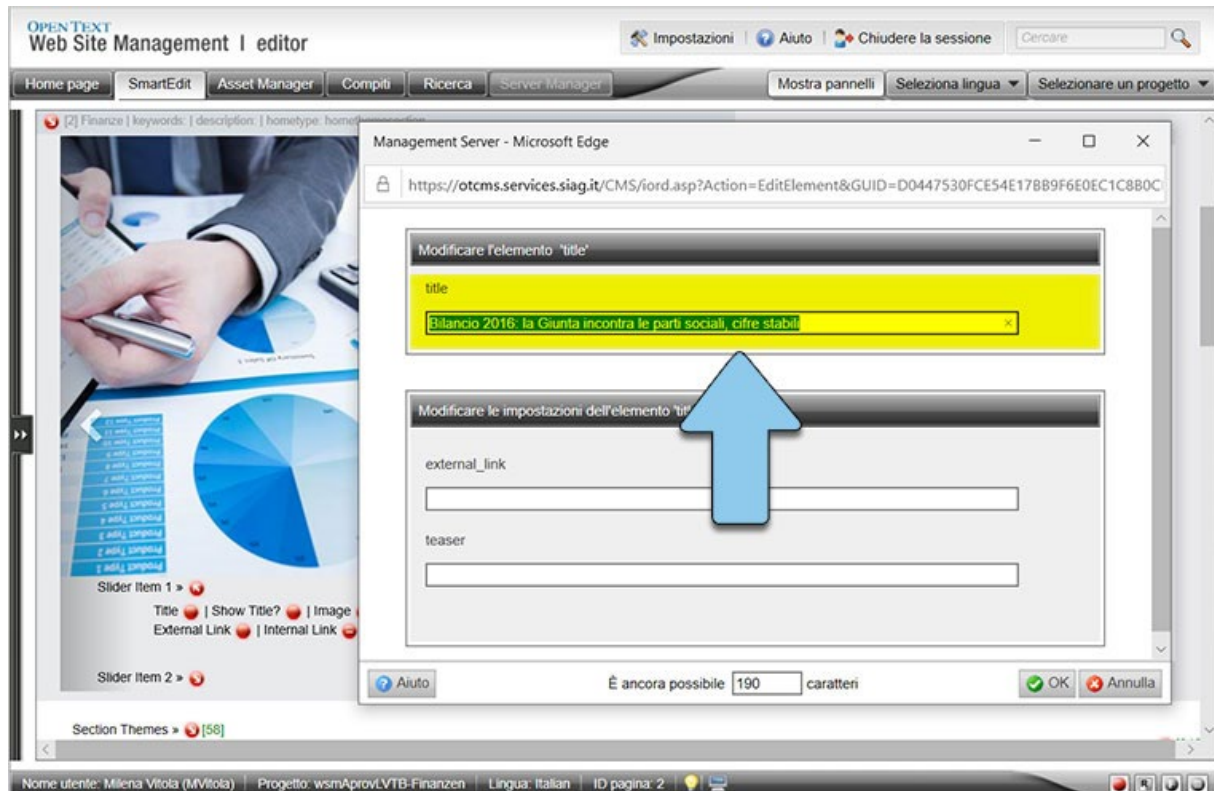 OPEN TEXT
Web Site Management | editor
Impostazioni | Aiuto | Chiudere la sessione
Cercare
Home page SmartEdit Asset Manager Compiti Ricerca Server Manager
Mostra pannelli Seleziona lingua Selezionare un progetto
[2] Finanze | keywords: | description: | hometype:
Management Server - Microsoft Edge
https://otcms.services.siag.it/CMS/iord.asp?Action=EditElement&GUID=D0447530FCE54E17BB9F6E0EC1C8B0C
Modificare l'elemento 'title'
title
Bilancio 2016: la Giunta incontra le parti sociali, cifre stabili
Modificare le impostazioni dell'elemento
external_link
teaser
Slider Item 1 »
Title | Show Title? | Image
External Link | Internal Link
Slider Item 2 »
Aiuto
È ancora possibile 190 caratteri
OK Annulla
Section Themes » [58]
Nome utente: Milena Vitola (MVitola) Progetto: wsmAprovLVTB-Finanzen Lingua: Italian ID pagina: 2